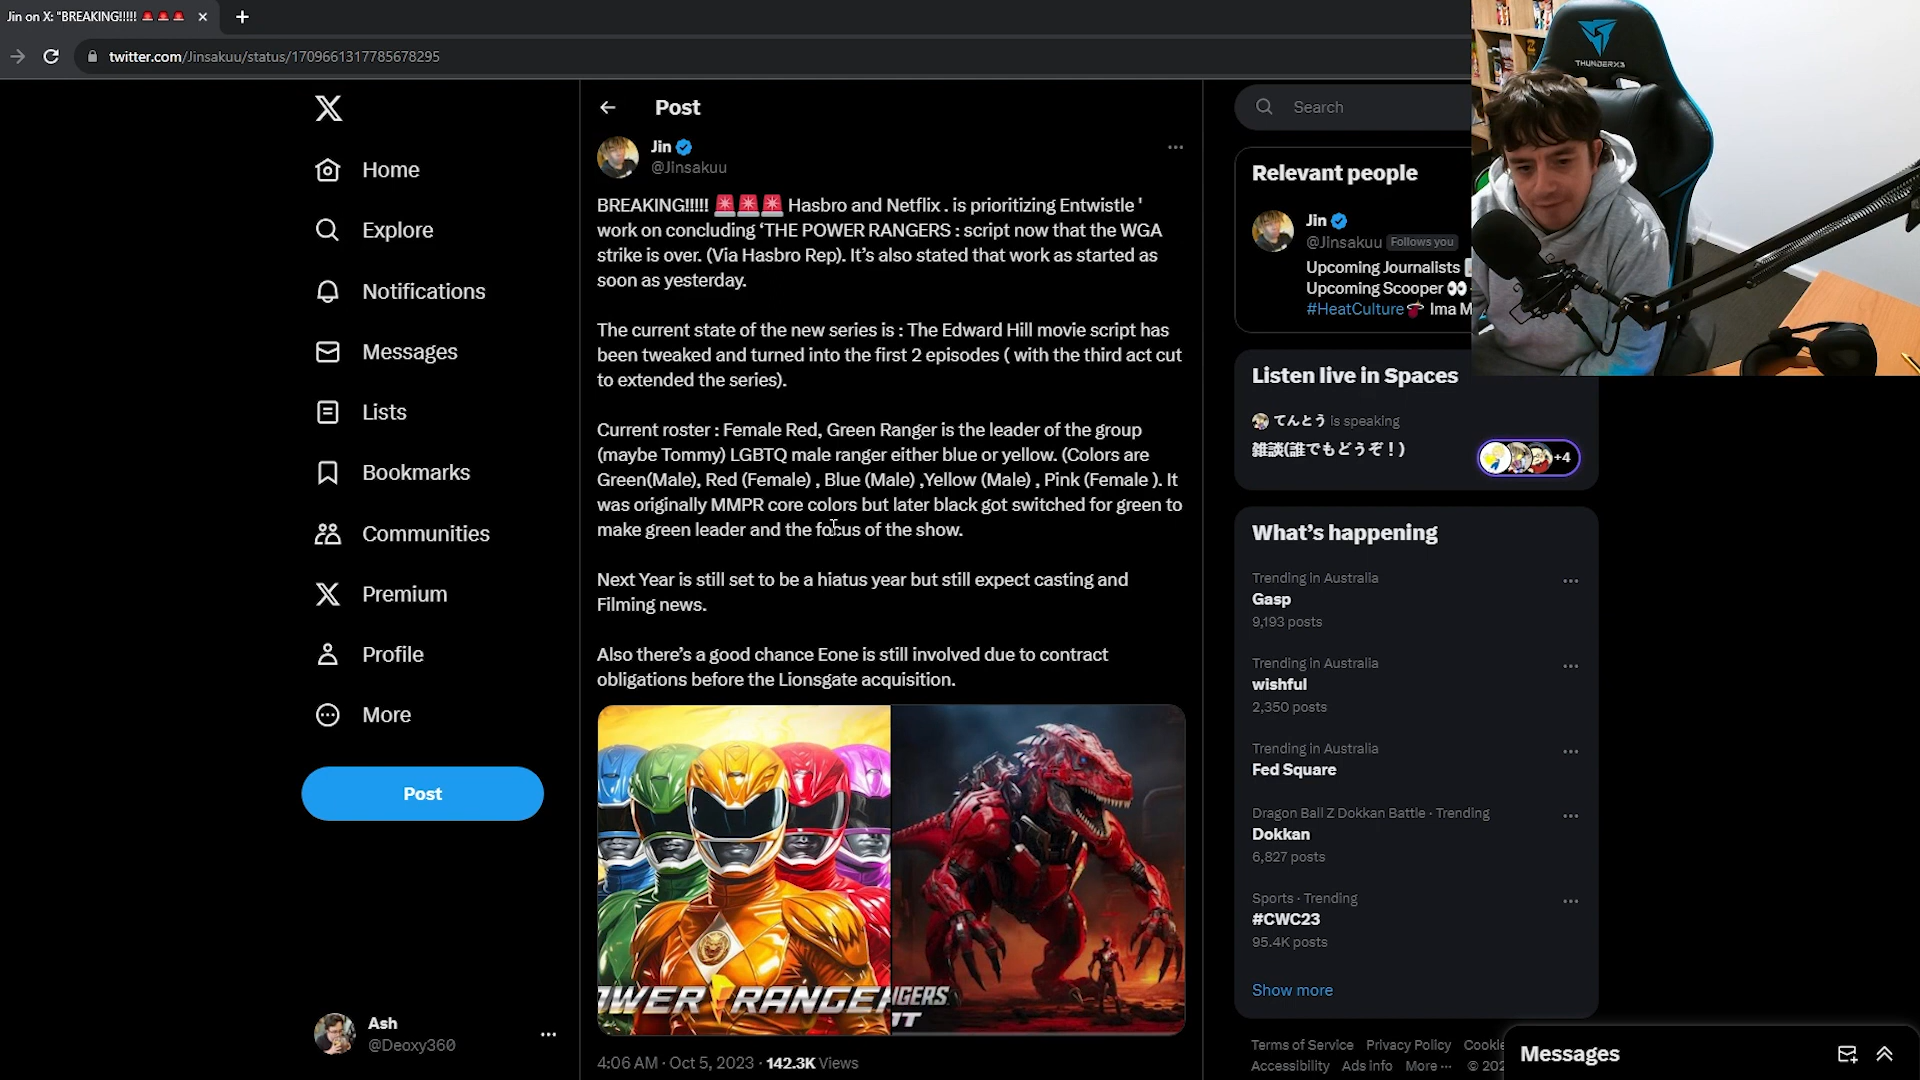 Jin on X: "BREAKING!!!!! 🚨🚨🚨
twitter.com/Jinsakuu/status/1709661317785678295
Home
Explore
Notifications
Messages
Lists
Bookmarks
Communities
Premium
Profile
More
Post
Ash
@Deoxy360
Post
Jin
@Jinsakuu
BREAKING!!!!! 🚨🚨🚨 Hasbro and Netflix . is prioritizing Entwistle '
work on concluding ‘THE POWER RANGERS : script now that the WGA
strike is over. (Via Hasbro Rep). It’s also stated that work as started as
soon as yesterday.
The current state of the new series is : The Edward Hill movie script has
been tweaked and turned into the first 2 episodes ( with the third act cut
to extended the series).
Current roster : Female Red, Green Ranger is the leader of the group
(maybe Tommy) LGBTQ male ranger either blue or yellow. (Colors are
Green(Male), Red (Female) , Blue (Male) ,Yellow (Male) , Pink (Female ). It
was originally MMPR core colors but later black got switched for green to
make green leader and the focus of the show.
Next Year is still set to be a hiatus year but still expect casting and
Filming news.
Also there’s a good chance Eone is still involved due to contract
obligations before the Lionsgate acquisition.
OWER RANGER
NGERS
OT
4:06 AM · Oct 5, 2023 · 142.3K Views
Search
Relevant people
Jin
@Jinsakuu Follows you
Upcoming Journalists
Upcoming Scooper 👀
#HeatCulture Ima M
Listen live in Spaces
てんとう is speaking
雑談(誰でもどうぞ！)
+4
What’s happening
Trending in Australia
Gasp
9,193 posts
Trending in Australia
wishful
2,350 posts
Trending in Australia
Fed Square
Dragon Ball Z Dokkan Battle · Trending
Dokkan
6,827 posts
Sports · Trending
#CWC23
95.4K posts
Show more
Terms of Service Privacy Policy Cookie
Accessibility Ads info More ··· © 202
Messages
THUNDERX3